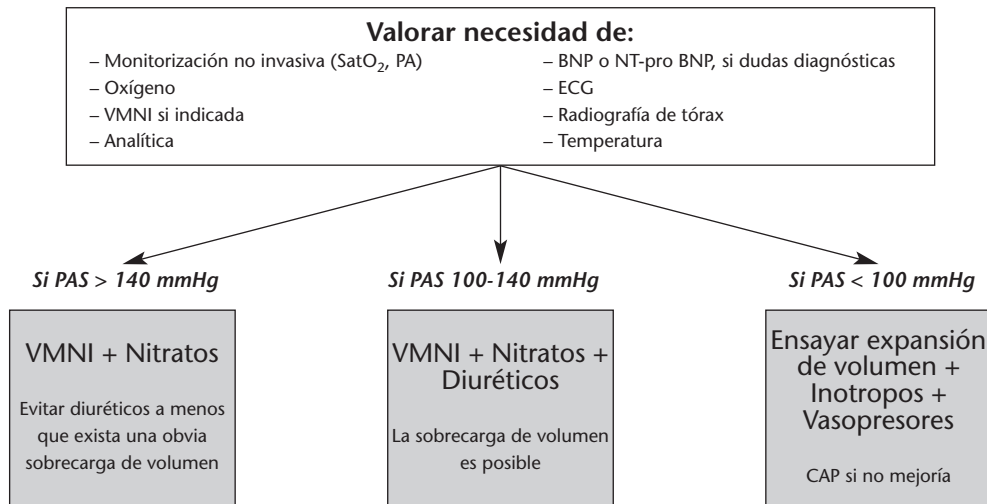 Valorar necesidad de:
– Monitorización no invasiva (SatO₂, PA)
– Oxígeno
– VMNI si indicada
– Analítica
– BNP o NT-pro BNP, si dudas diagnósticas
– ECG
– Radiografía de tórax
– Temperatura
Si PAS > 140 mmHg
VMNI + Nitratos
Evitar diuréticos a menos
que exista una obvia
sobrecarga de volumen
Si PAS 100-140 mmHg
VMNI + Nitratos +
Diuréticos
La sobrecarga de volumen
es posible
Si PAS < 100 mmHg
Ensayar expansión
de volumen +
Inotropos +
Vasopresores
CAP si no mejoría